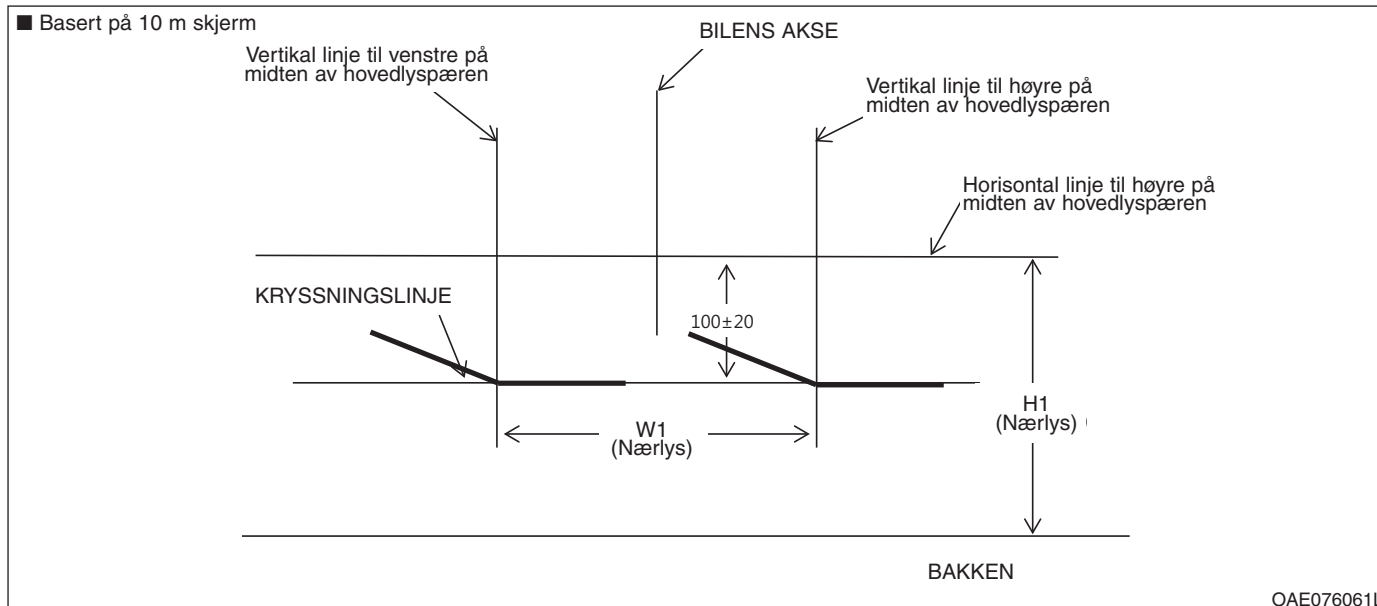 ■ Basert på 10 m skjerm
BILENS AKSE
Vertikal linje til venstre på
midten av hovedlyspæren
Vertikal linje til høyre på
midten av hovedlyspæren
Horisontal linje til høyre på
midten av hovedlyspæren
KRYSSNINGSLINJE
100±20
W1
(Nærlys)
H1
(Nærlys)
BAKKEN
OAE076061L